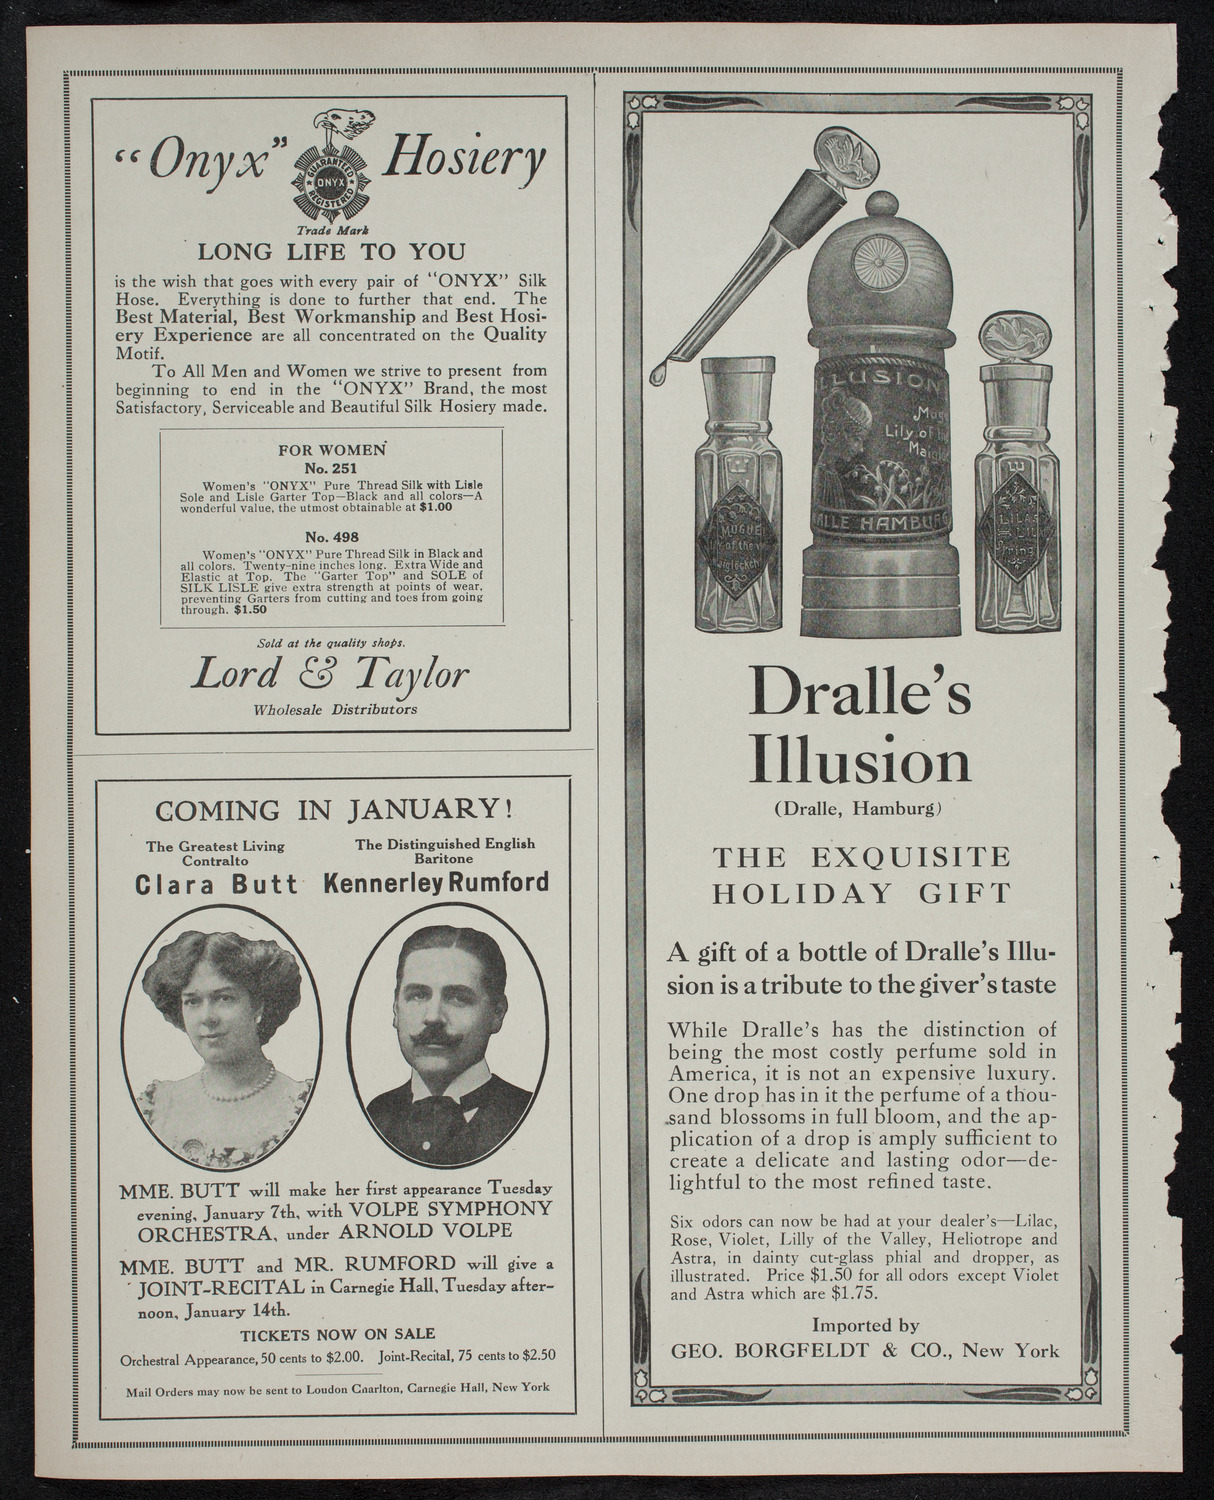 "Onyx" Hosiery
GUARANTEED
ONYX
REGISTERED
Trade Mark
LONG LIFE TO YOU
is the wish that goes with every pair of "ONYX" Silk
Hose. Everything is done to further that end. The
Best Material, Best Workmanship and Best Hosi-
ery Experience are all concentrated on the Quality
Motif.
To All Men and Women we strive to present from
beginning to end in the "ONYX" Brand, the most
Satisfactory, Serviceable and Beautiful Silk Hosiery made.
FOR WOMEN
No. 251
Women's "ONYX" Pure Thread Silk with Lisle
Sole and Lisle Garter Top—Black and all colors—A
wonderful value, the utmost obtainable at $1.00
No. 498
Women's "ONYX" Pure Thread Silk in Black and
all colors. Twenty-nine inches long. Extra Wide and
Elastic at Top. The "Garter Top" and SOLE of
SILK LISLE give extra strength at points of wear,
preventing Garters from cutting and toes from going
through. $1.50
Sold at the quality shops.
Lord & Taylor
Wholesale Distributors
COMING IN JANUARY!
The Greatest Living
Contralto
Clara Butt
The Distinguished English
Baritone
Kennerley Rumford
MME. BUTT will make her first appearance Tuesday
evening, January 7th, with VOLPE SYMPHONY
ORCHESTRA, under ARNOLD VOLPE
MME. BUTT and MR. RUMFORD will give a
JOINT-RECITAL in Carnegie Hall, Tuesday after-
noon, January 14th.
TICKETS NOW ON SALE
Orchestral Appearance, 50 cents to $2.00. Joint-Recital, 75 cents to $2.50
Mail Orders may now be sent to Loudon Cnarlton, Carnegie Hall, New York
ILLUSION
Lily of
HAMBURG
MUGUET
of the
LILAS
Dralle's
Illusion
(Dralle, Hamburg)
THE EXQUISITE
HOLIDAY GIFT
A gift of a bottle of Dralle's Illu-
sion is a tribute to the giver's taste
While Dralle's has the distinction of
being the most costly perfume sold in
America, it is not an expensive luxury.
One drop has in it the perfume of a thou-
sand blossoms in full bloom, and the ap-
plication of a drop is amply sufficient to
create a delicate and lasting odor—de-
lightful to the most refined taste.
Six odors can now be had at your dealer's—Lilac,
Rose, Violet, Lilly of the Valley, Heliotrope and
Astra, in dainty cut-glass phial and dropper, as
illustrated. Price $1.50 for all odors except Violet
and Astra which are $1.75.
Imported by
GEO. BORGFELDT & CO., New York